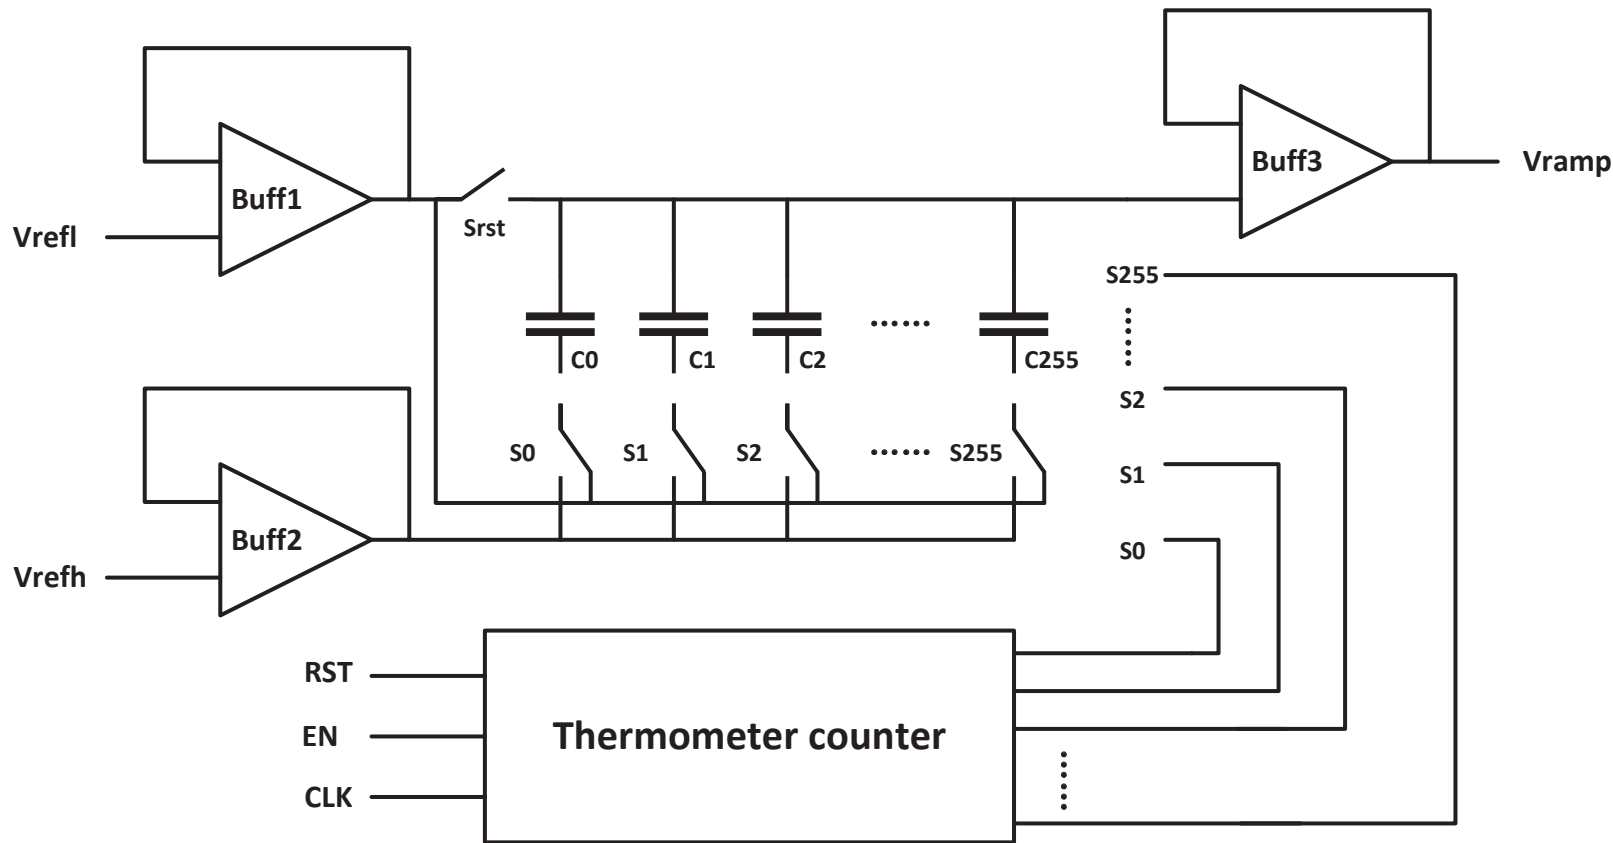 Buff3
Vramp
Buff1
Vrefl
Srst
S255
C0
C1
C2
......
C255
......
S2
S0
S1
S2
......
S255
S1
Buff2
S0
Vrefh
RST
EN
Thermometer counter
CLK
......